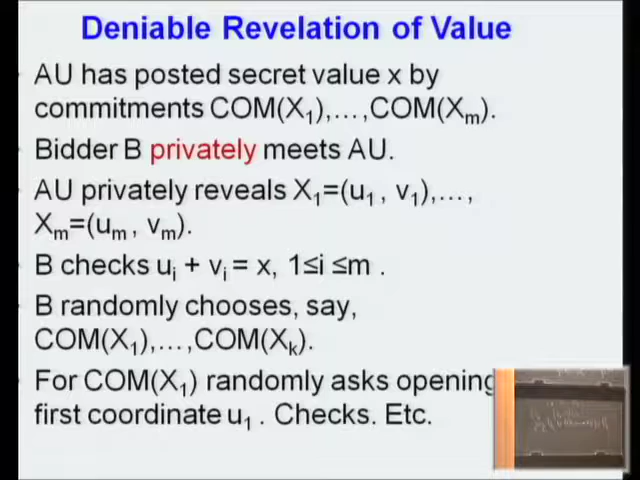 Deniable Revelation of Value
AU has posted secret value x by
commitments COM(X₁),…,COM(Xₘ).
Bidder B privately meets AU.
AU privately reveals X₁=(u₁ , v₁),…,
Xₘ=(uₘ , vₘ).
B checks uᵢ + vᵢ = x, 1≤i ≤m .
B randomly chooses, say,
COM(X₁),…,COM(Xₖ).
For COM(X₁) randomly asks opening
first coordinate u₁ . Checks. Etc.